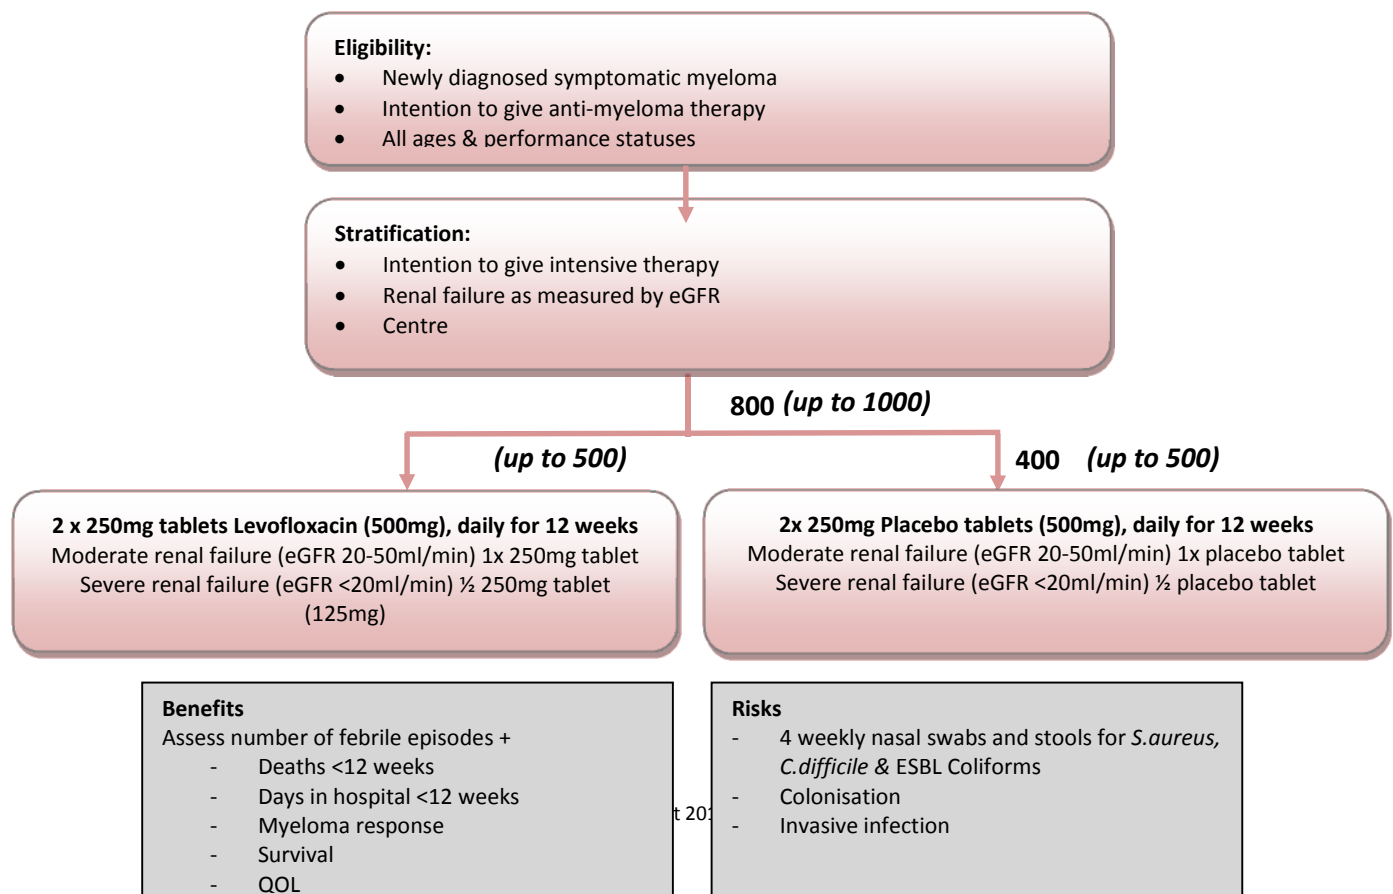 Eligibility:
• Newly diagnosed symptomatic myeloma
• Intention to give anti-myeloma therapy
• All ages & performance statuses
Stratification:
• Intention to give intensive therapy
• Renal failure as measured by eGFR
• Centre
800 (up to 1000)
(up to 500)
400 (up to 500)
2 x 250mg tablets Levofloxacin (500mg), daily for 12 weeks
Moderate renal failure (eGFR 20-50ml/min) 1x 250mg tablet
Severe renal failure (eGFR <20ml/min) ½ 250mg tablet
(125mg)
2x 250mg Placebo tablets (500mg), daily for 12 weeks
Moderate renal failure (eGFR 20-50ml/min) 1x placebo tablet
Severe renal failure (eGFR <20ml/min) ½ placebo tablet
Benefits
Assess number of febrile episodes +
- Deaths <12 weeks
- Days in hospital <12 weeks
- Myeloma response
- Survival
- QOL
t 201
Risks
- 4 weekly nasal swabs and stools for S.aureus,
C.difficile & ESBL Coliforms
- Colonisation
- Invasive infection